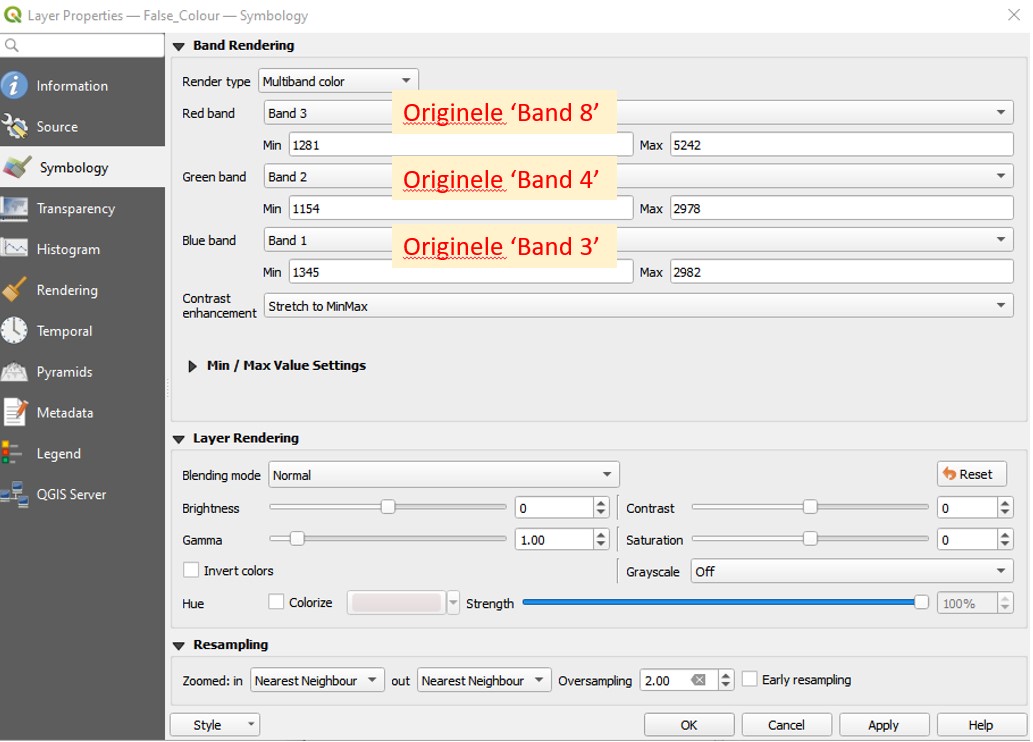 Layer Properties — False_Colour — Symbology
Information
Source
Symbology
Transparency
Histogram
Rendering
Temporal
Pyramids
Metadata
Legend
QGIS Server
Band Rendering
Render type Multiband color
Red band Band 3 Originele ‘Band 8’
Min 1281 Max 5242
Green band Band 2 Originele ‘Band 4’
Min 1154 Max 2978
Blue band Band 1 Originele ‘Band 3’
Min 1345 Max 2982
Contrast
enhancement Stretch to MinMax
Min / Max Value Settings
Layer Rendering
Blending mode Normal Reset
Brightness 0 Contrast 0
Gamma 1.00 Saturation 0
Invert colors Grayscale Off
Hue Colorize Strength 100%
Resampling
Zoomed: in Nearest Neighbour out Nearest Neighbour Oversampling 2.00 Early resampling
Style OK Cancel Apply Help